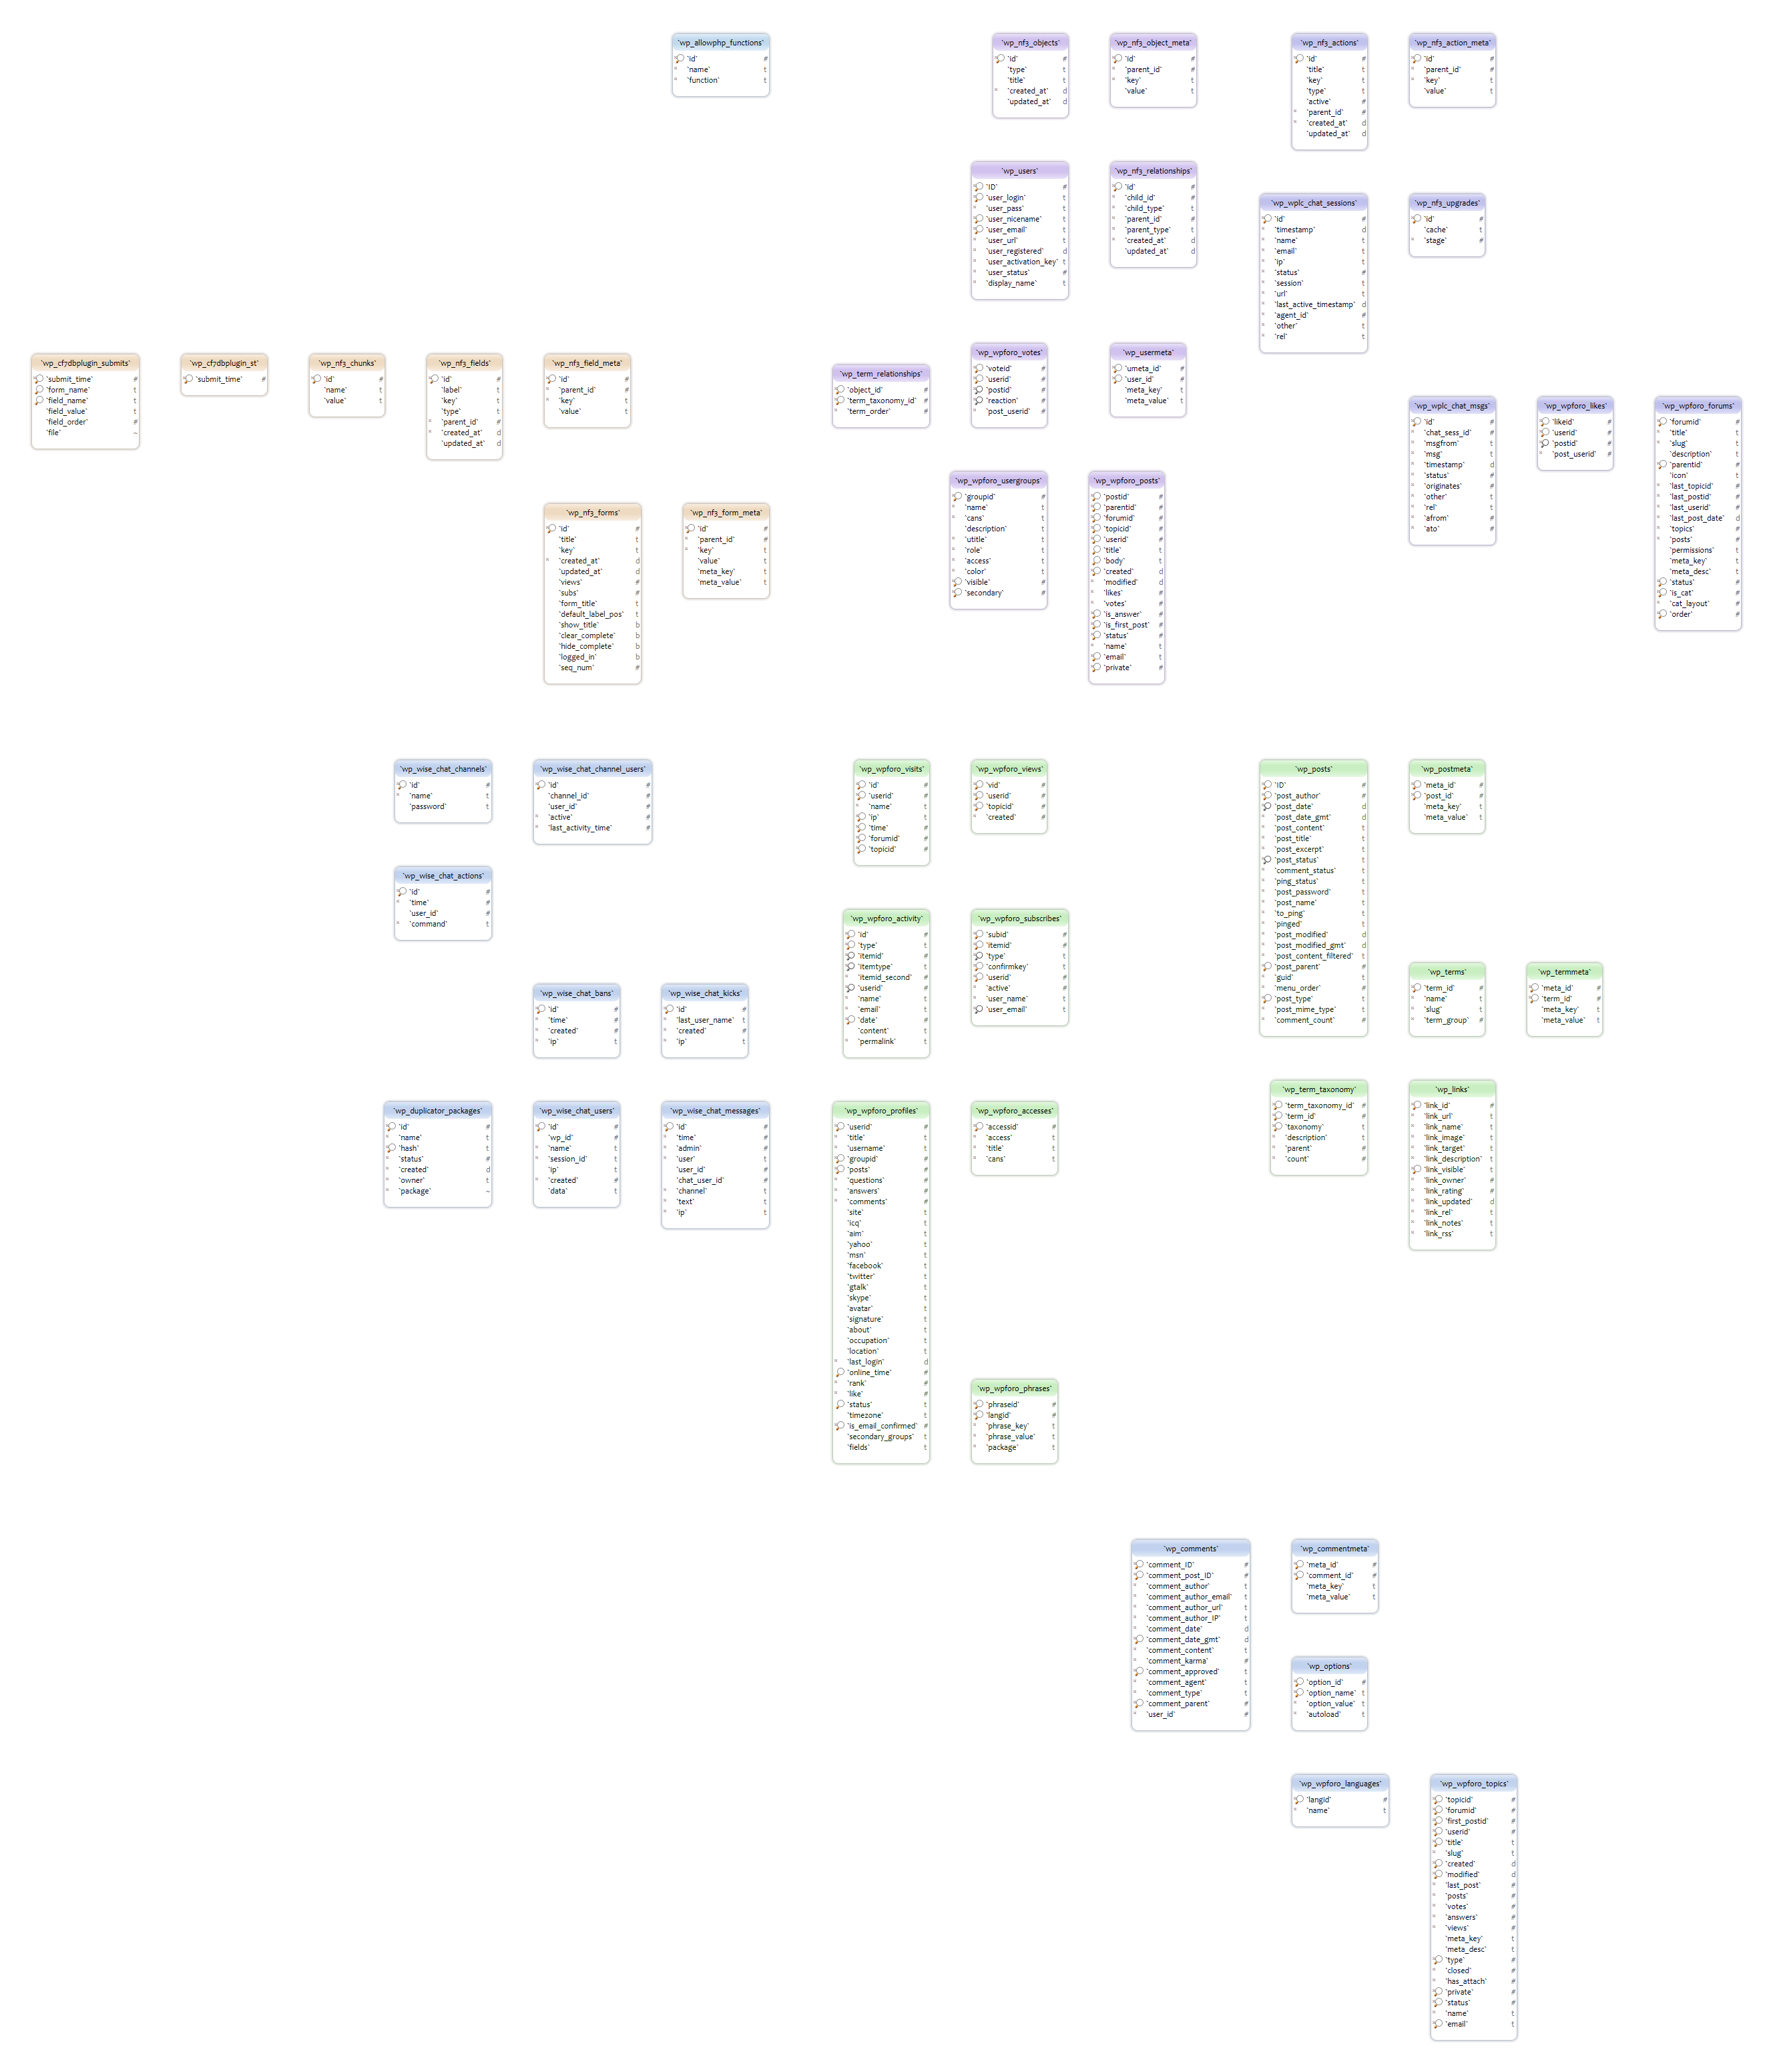 `wp_allowphp_functions`
`id` #
`name` t
`function` t
`wp_nf3_objects`
`id` #
`type` t
`title` t
`created_at` d
`updated_at` d
`wp_nf3_object_meta`
`id` #
`parent_id` #
`key` t
`value` t
`wp_nf3_actions`
`id` #
`title` t
`key` t
`type` t
`active` #
`parent_id` #
`created_at` d
`updated_at` d
`wp_nf3_action_meta`
`id` #
`parent_id` #
`key` t
`value` t
`wp_users`
`ID` #
`user_login` t
`user_pass` t
`user_nicename` t
`user_email` t
`user_url` t
`user_registered` d
`user_activation_key` t
`user_status` #
`display_name` t
`wp_nf3_relationships`
`id` #
`child_id` #
`child_type` t
`parent_id` #
`parent_type` t
`created_at` d
`updated_at` d
`wp_wplc_chat_sessions`
`id` #
`timestamp` d
`name` t
`email` t
`ip` t
`status` #
`session` t
`url` t
`last_active_timestamp` d
`agent_id` #
`other` t
`rel` t
`wp_nf3_upgrades`
`id` #
`cache` t
`stage` #
`wp_cf7dbplugin_submits`
`submit_time` #
`form_name` t
`field_name` t
`field_value` t
`field_order` #
`file` ~
`wp_cf7dbplugin_st`
`submit_time` #
`wp_nf3_chunks`
`id` #
`name` t
`value` t
`wp_nf3_fields`
`id` #
`label` t
`key` t
`type` t
`parent_id` #
`created_at` d
`updated_at` d
`wp_nf3_field_meta`
`id` #
`parent_id` #
`key` t
`value` t
`wp_term_relationships`
`object_id` #
`term_taxonomy_id` #
`term_order` #
`wp_wpforo_votes`
`voteid` #
`userid` #
`postid` #
`reaction` #
`post_userid` #
`wp_usermeta`
`umeta_id` #
`user_id` #
`meta_key` t
`meta_value` t
`wp_wplc_chat_msgs`
`id` #
`chat_sess_id` #
`msgfrom` t
`msg` t
`timestamp` d
`status` #
`originates` #
`other` t
`rel` t
`afrom` #
`ato` #
`wp_wpforo_likes`
`likeid` #
`userid` #
`postid` #
`post_userid` #
`wp_wpforo_forums`
`forumid` #
`title` t
`slug` t
`description` t
`parentid` #
`icon` t
`last_topicid` #
`last_postid` #
`last_userid` #
`last_post_date` d
`topics` #
`posts` #
`permissions` t
`meta_key` t
`meta_desc` t
`status` #
`is_cat` #
`cat_layout` #
`order` #
`wp_nf3_forms`
`id` #
`title` t
`key` t
`created_at` d
`updated_at` d
`views` #
`subs` #
`form_title` t
`default_label_pos` t
`show_title` b
`clear_complete` b
`hide_complete` b
`logged_in` b
`seq_num` #
`wp_nf3_form_meta`
`id` #
`parent_id` #
`key` t
`value` t
`meta_key` t
`meta_value` t
`wp_wpforo_usergroups`
`groupid` #
`name` t
`cans` t
`description` t
`utitle` t
`role` t
`access` t
`color` t
`visible` #
`secondary` #
`wp_wpforo_posts`
`postid` #
`parentid` #
`forumid` #
`topicid` #
`userid` #
`title` t
`body` t
`created` d
`modified` d
`likes` #
`votes` #
`is_answer` #
`is_first_post` #
`status` #
`name` t
`email` t
`private` #
`wp_wise_chat_channels`
`id` #
`name` t
`password` t
`wp_wise_chat_channel_users`
`id` #
`channel_id` #
`user_id` #
`active` #
`last_activity_time` #
`wp_wpforo_visits`
`id` #
`userid` #
`name` t
`ip` t
`time` #
`forumid` #
`topicid` #
`wp_wpforo_views`
`vid` #
`userid` #
`topicid` #
`created` #
`wp_posts`
`ID` #
`post_author` #
`post_date` d
`post_date_gmt` d
`post_content` t
`post_title` t
`post_excerpt` t
`post_status` t
`comment_status` t
`ping_status` t
`post_password` t
`post_name` t
`to_ping` t
`pinged` t
`post_modified` d
`post_modified_gmt` d
`post_content_filtered` t
`post_parent` #
`guid` t
`menu_order` #
`post_type` t
`post_mime_type` t
`comment_count` #
`wp_postmeta`
`meta_id` #
`post_id` #
`meta_key` t
`meta_value` t
`wp_wise_chat_actions`
`id` #
`time` #
`user_id` #
`command` t
`wp_wpforo_activity`
`id` #
`type` t
`itemid` #
`itemtype` t
`itemid_second` #
`userid` #
`name` t
`email` t
`date` #
`content` t
`permalink` t
`wp_wpforo_subscribes`
`subid` #
`itemid` #
`type` t
`confirmkey` t
`userid` #
`active` #
`user_name` t
`user_email` t
`wp_terms`
`term_id` #
`name` t
`slug` t
`term_group` #
`wp_termmeta`
`meta_id` #
`term_id` #
`meta_key` t
`meta_value` t
`wp_wise_chat_bans`
`id` #
`time` #
`created` #
`ip` t
`wp_wise_chat_kicks`
`id` #
`last_user_name` t
`created` #
`ip` t
`wp_term_taxonomy`
`term_taxonomy_id` #
`term_id` #
`taxonomy` t
`description` t
`parent` #
`count` #
`wp_links`
`link_id` #
`link_url` t
`link_name` t
`link_image` t
`link_target` t
`link_description` t
`link_visible` t
`link_owner` #
`link_rating` #
`link_updated` d
`link_rel` t
`link_notes` t
`link_rss` t
`wp_duplicator_packages`
`id` #
`name` t
`hash` t
`status` #
`created` d
`owner` t
`package` ~
`wp_wise_chat_users`
`id` #
`wp_id` #
`name` t
`session_id` t
`ip` t
`created` #
`data` t
`wp_wise_chat_messages`
`id` #
`time` #
`admin` #
`user` t
`user_id` #
`chat_user_id` #
`channel` t
`text` t
`ip` t
`wp_wpforo_profiles`
`userid` #
`title` t
`username` t
`groupid` #
`posts` #
`questions` #
`answers` #
`comments` #
`site` t
`icq` t
`aim` t
`yahoo` t
`msn` t
`facebook` t
`twitter` t
`gtalk` t
`skype` t
`avatar` t
`signature` t
`about` t
`occupation` t
`location` t
`last_login` d
`online_time` #
`rank` #
`like` #
`status` t
`timezone` t
`is_email_confirmed` #
`secondary_groups` t
`fields` t
`wp_wpforo_accesses`
`accessid` #
`access` t
`title` t
`cans` t
`wp_wpforo_phrases`
`phraseid` #
`langid` #
`phrase_key` t
`phrase_value` t
`package` t
`wp_comments`
`comment_ID` #
`comment_post_ID` #
`comment_author` t
`comment_author_email` t
`comment_author_url` t
`comment_author_IP` t
`comment_date` d
`comment_date_gmt` d
`comment_content` t
`comment_karma` #
`comment_approved` t
`comment_agent` t
`comment_type` t
`comment_parent` #
`user_id` #
`wp_commentmeta`
`meta_id` #
`comment_id` #
`meta_key` t
`meta_value` t
`wp_options`
`option_id` #
`option_name` t
`option_value` t
`autoload` t
`wp_wpforo_languages`
`langid` #
`name` t
`wp_wpforo_topics`
`topicid` #
`forumid` #
`first_postid` #
`userid` #
`title` t
`slug` t
`created` d
`modified` d
`last_post` #
`posts` #
`votes` #
`answers` #
`views` #
`meta_key` t
`meta_desc` t
`type` #
`closed` #
`has_attach` #
`private` #
`status` #
`name` t
`email` t